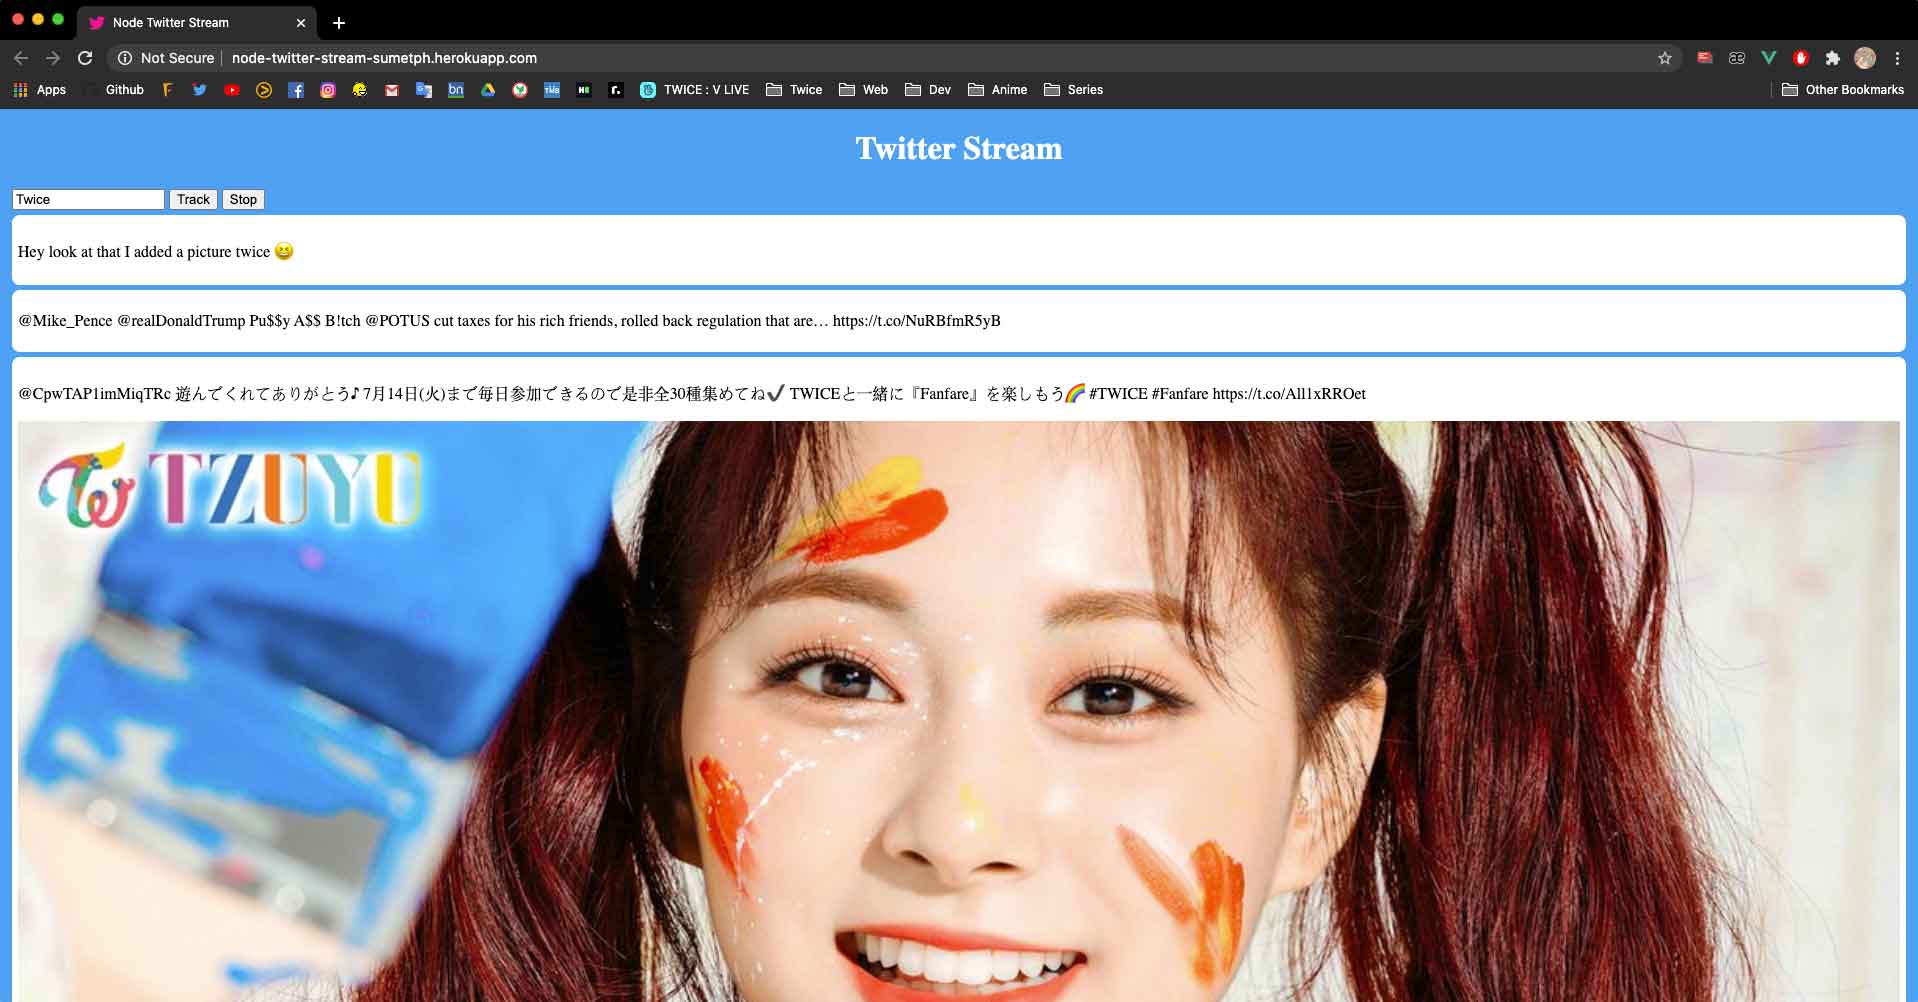 Node Twitter Stream
Not Secure node-twitter-stream-sumetph.herokuapp.com
Apps Github bn TMB TWICE : V LIVE Twice Web Dev Anime Series Other Bookmarks
Twitter Stream
Twice Track Stop
Hey look at that I added a picture twice 😆
@Mike_Pence @realDonaldTrump Pu$$y A$$ B!tch @POTUS cut taxes for his rich friends, rolled back regulation that are… https://t.co/NuRBfmR5yB
@CpwTAP1imMiqTRc 遊んでくれてありがとう♪ 7月14日(火)まで毎日参加できるので是非全30種集めてね✔ TWICEと一緒に『Fanfare』を楽しもう🌈 #TWICE #Fanfare https://t.co/All1xRROet
TZUYU